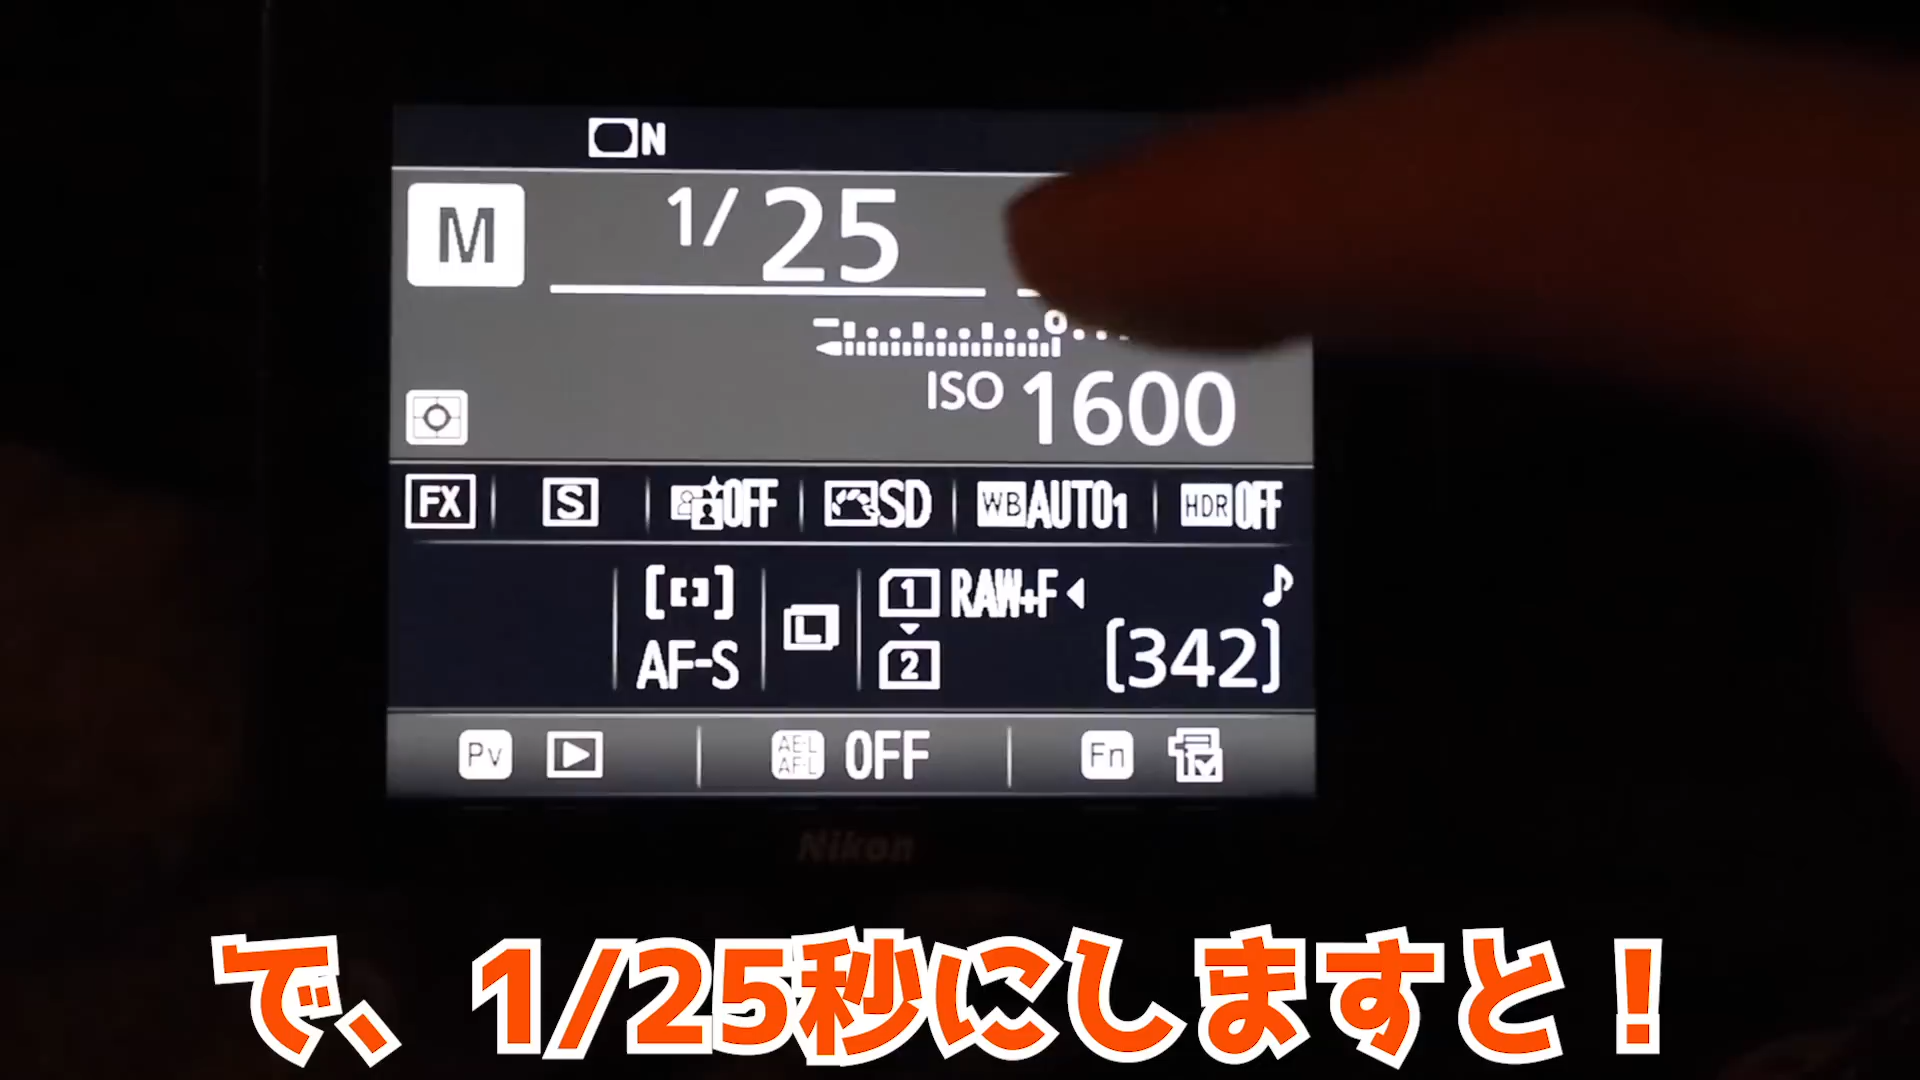 N
M 1/25
ISO 1600
FX S OFF SD WB AUTO1 HDR OFF
[ ] 1 RAW+F
AF-S L 2 [342]
Pv AE-L AF-L OFF Fn
Nikon
で、1/25秒にしますと！